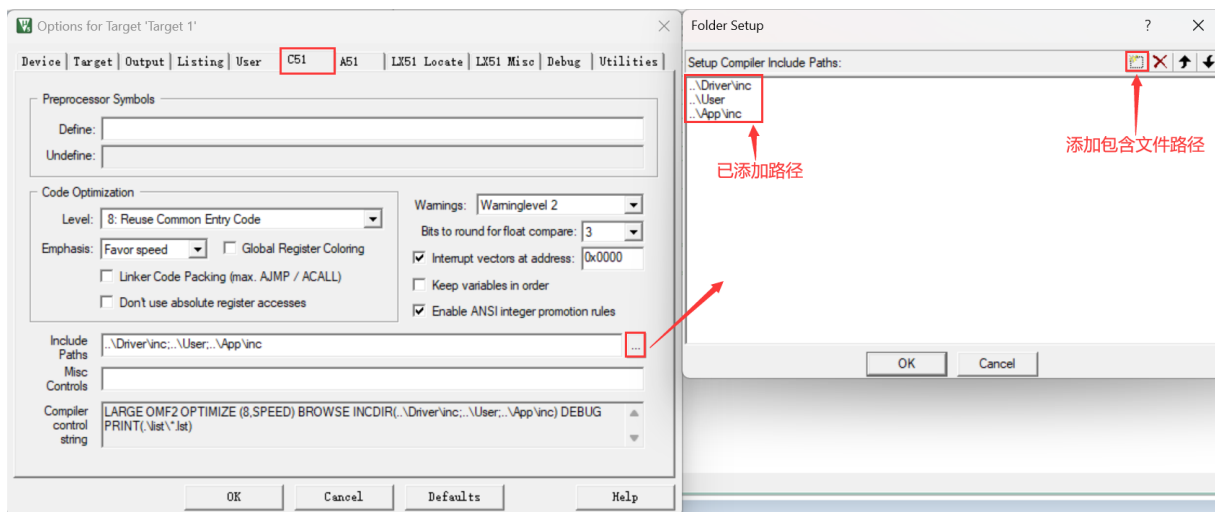 Options for Target 'Target 1'
Device Target Output Listing User C51 A51 LX51 Locate LX51 Misc Debug Utilities
Preprocessor Symbols
Define:
Undefine:
Code Optimization
Level: 8: Reuse Common Entry Code
Emphasis: Favor speed Global Register Coloring
Linker Code Packing (max. AJMP / ACALL)
Don't use absolute register accesses
Warnings: Warninglevel 2
Bits to round for float compare: 3
Interrupt vectors at address: 0x0000
Keep variables in order
Enable ANSI integer promotion rules
Include Paths ..\Driver\inc;..\User;..\App\inc ...
Misc Controls
Compiler control string
LARGE OMF2 OPTIMIZE (8,SPEED) BROWSE INCDIR(..\Driver\inc;..\User;..\App\inc) DEBUG
PRINT(.\list\*.lst)
OK Cancel Defaults Help
Folder Setup
Setup Compiler Include Paths:
..\Driver\inc
..\User
..\App\inc
已添加路径
添加包含文件路径
OK Cancel